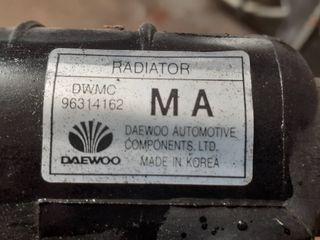 RADIATOR
DWMC
96314162
MA
DAEWOO
DAEWOO AUTOMOTIVE
COMPONENTS, LTD.
MADE IN KOREA